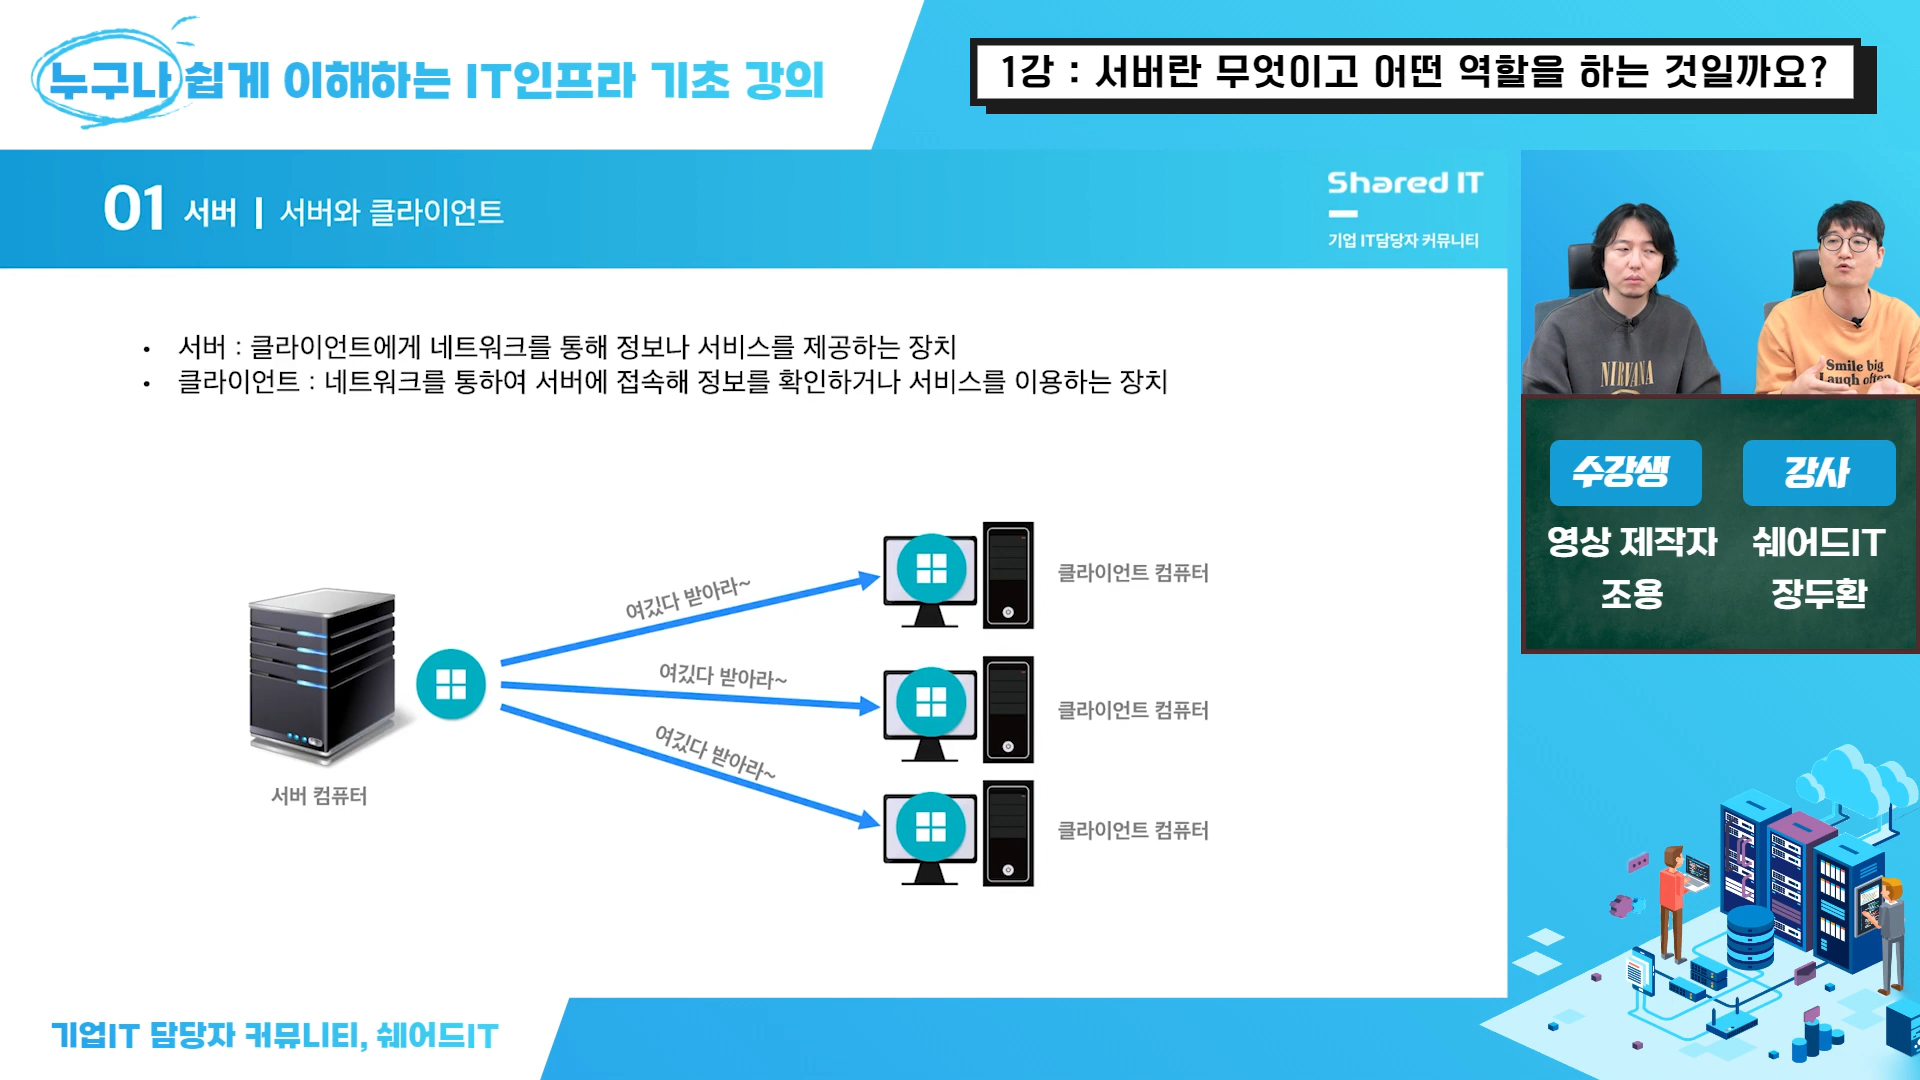 누구나 쉽게 이해하는 IT인프라 기초 강의
1강 : 서버란 무엇이고 어떤 역할을 하는 것일까요?
01 서버 | 서버와 클라이언트
Shared IT
기업 IT담당자 커뮤니티
• 서버 : 클라이언트에게 네트워크를 통해 정보나 서비스를 제공하는 장치
• 클라이언트 : 네트워크를 통하여 서버에 접속해 정보를 확인하거나 서비스를 이용하는 장치
여깄다 받아라~
클라이언트 컴퓨터
여깄다 받아라~
클라이언트 컴퓨터
여깄다 받아라~
클라이언트 컴퓨터
서버 컴퓨터
NIRVANA
Smile big
Laugh often
수강생
영상 제작자
조용
강사
쉐어드IT
장두환
기업IT 담당자 커뮤니티, 쉐어드IT